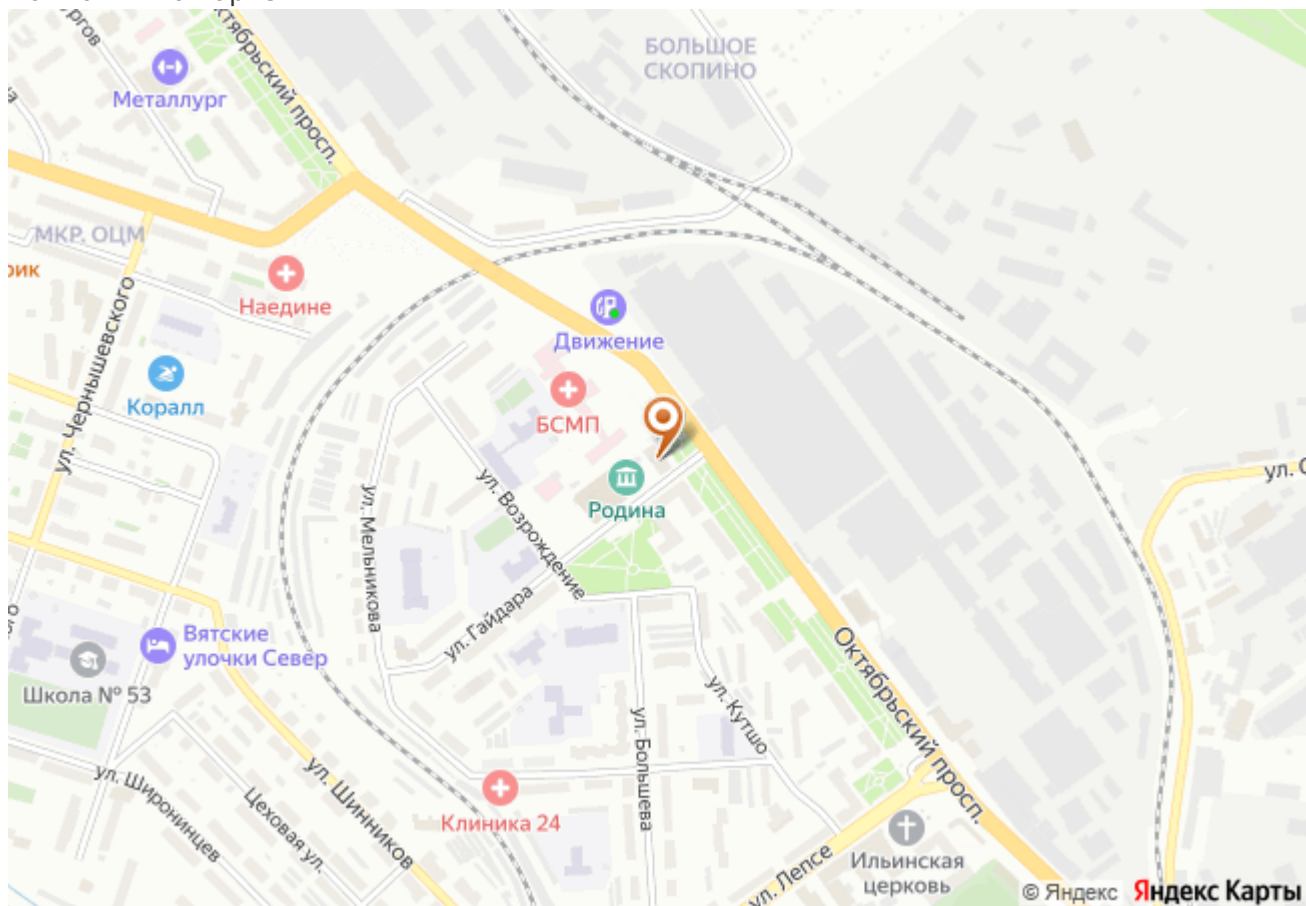 БОЛЬШОЕ
СКОПИНО
Октябрьский просп.
Металлург
МКР. ОЦМ
Наедине
ул. Чернышевского
Движение
Коралл
БСМП
Родина
ул. Мельникова
ул. Возрождение
ул. Гайдара
Вятские
улочки Север
Школа № 53
ул. Кутшо
Октябрьский просп.
ул. Большева
ул. Широнинцев
Цеховая ул.
ул. Шинников
Клиника 24
ул. Лепсе
Ильинская
церковь
© Яндекс Яндекс Карты